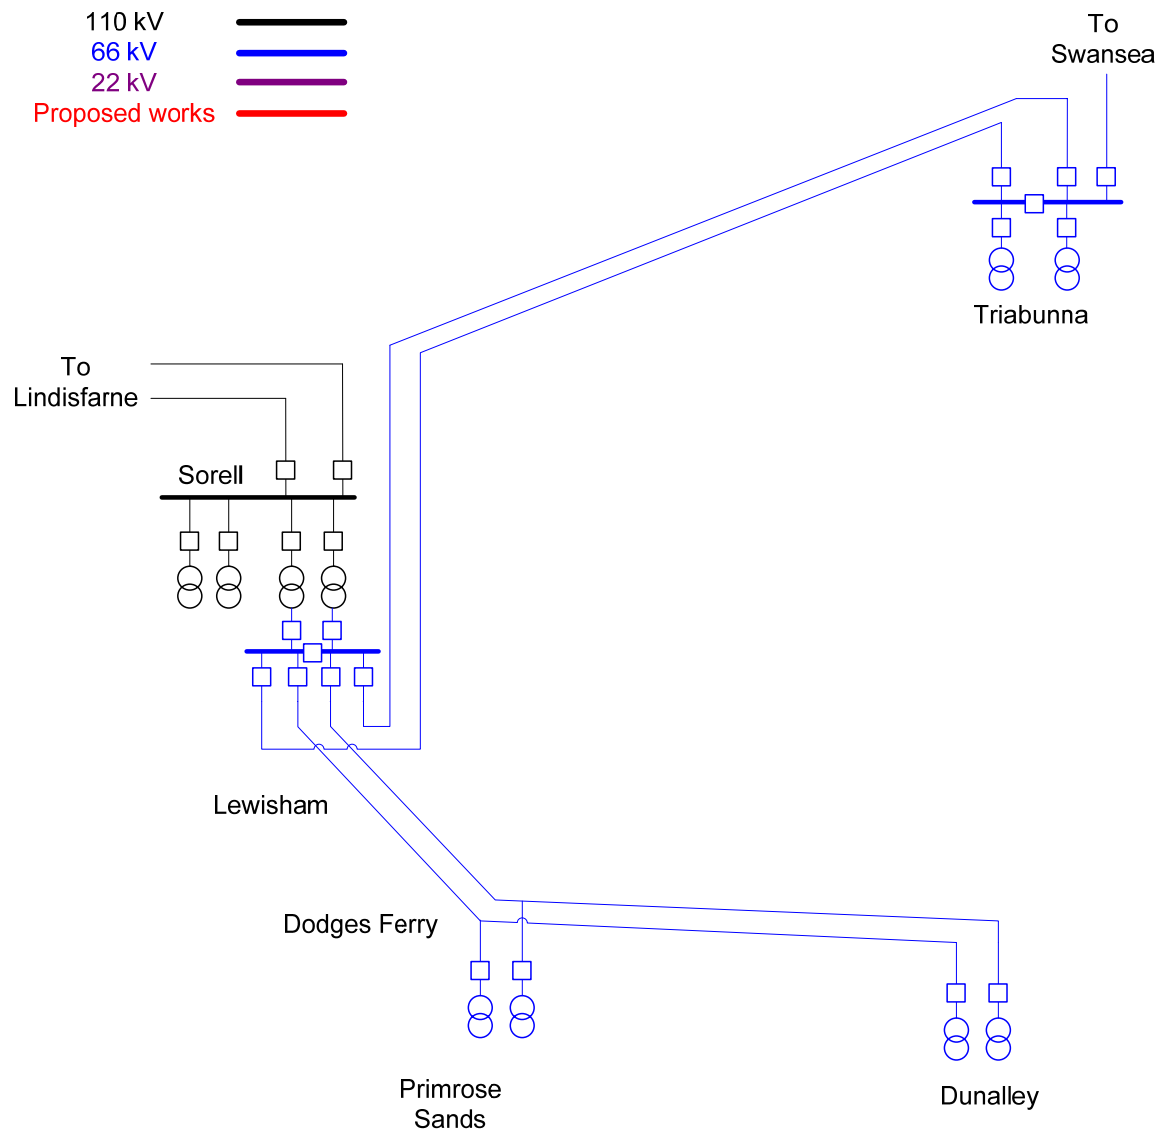 110 kV
66 kV
22 kV
Proposed works
To
Swansea
Triabunna
To
Lindisfarne
Sorell
Lewisham
Dodges Ferry
Primrose
Sands
Dunalley